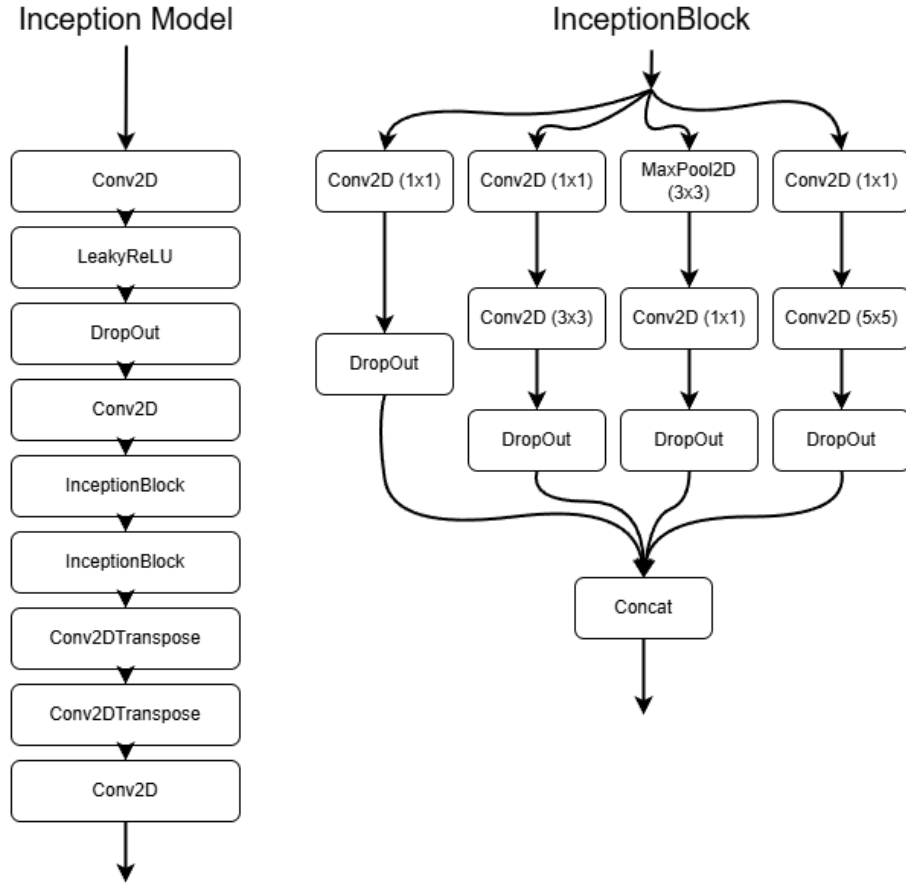 Inception Model
Conv2D
LeakyReLU
DropOut
Conv2D
InceptionBlock
InceptionBlock
Conv2DTranspose
Conv2DTranspose
Conv2D
InceptionBlock
Conv2D (1x1)
Conv2D (1x1)
MaxPool2D
(3x3)
Conv2D (1x1)
Conv2D (3x3)
Conv2D (1x1)
Conv2D (5x5)
DropOut
DropOut
DropOut
DropOut
Concat